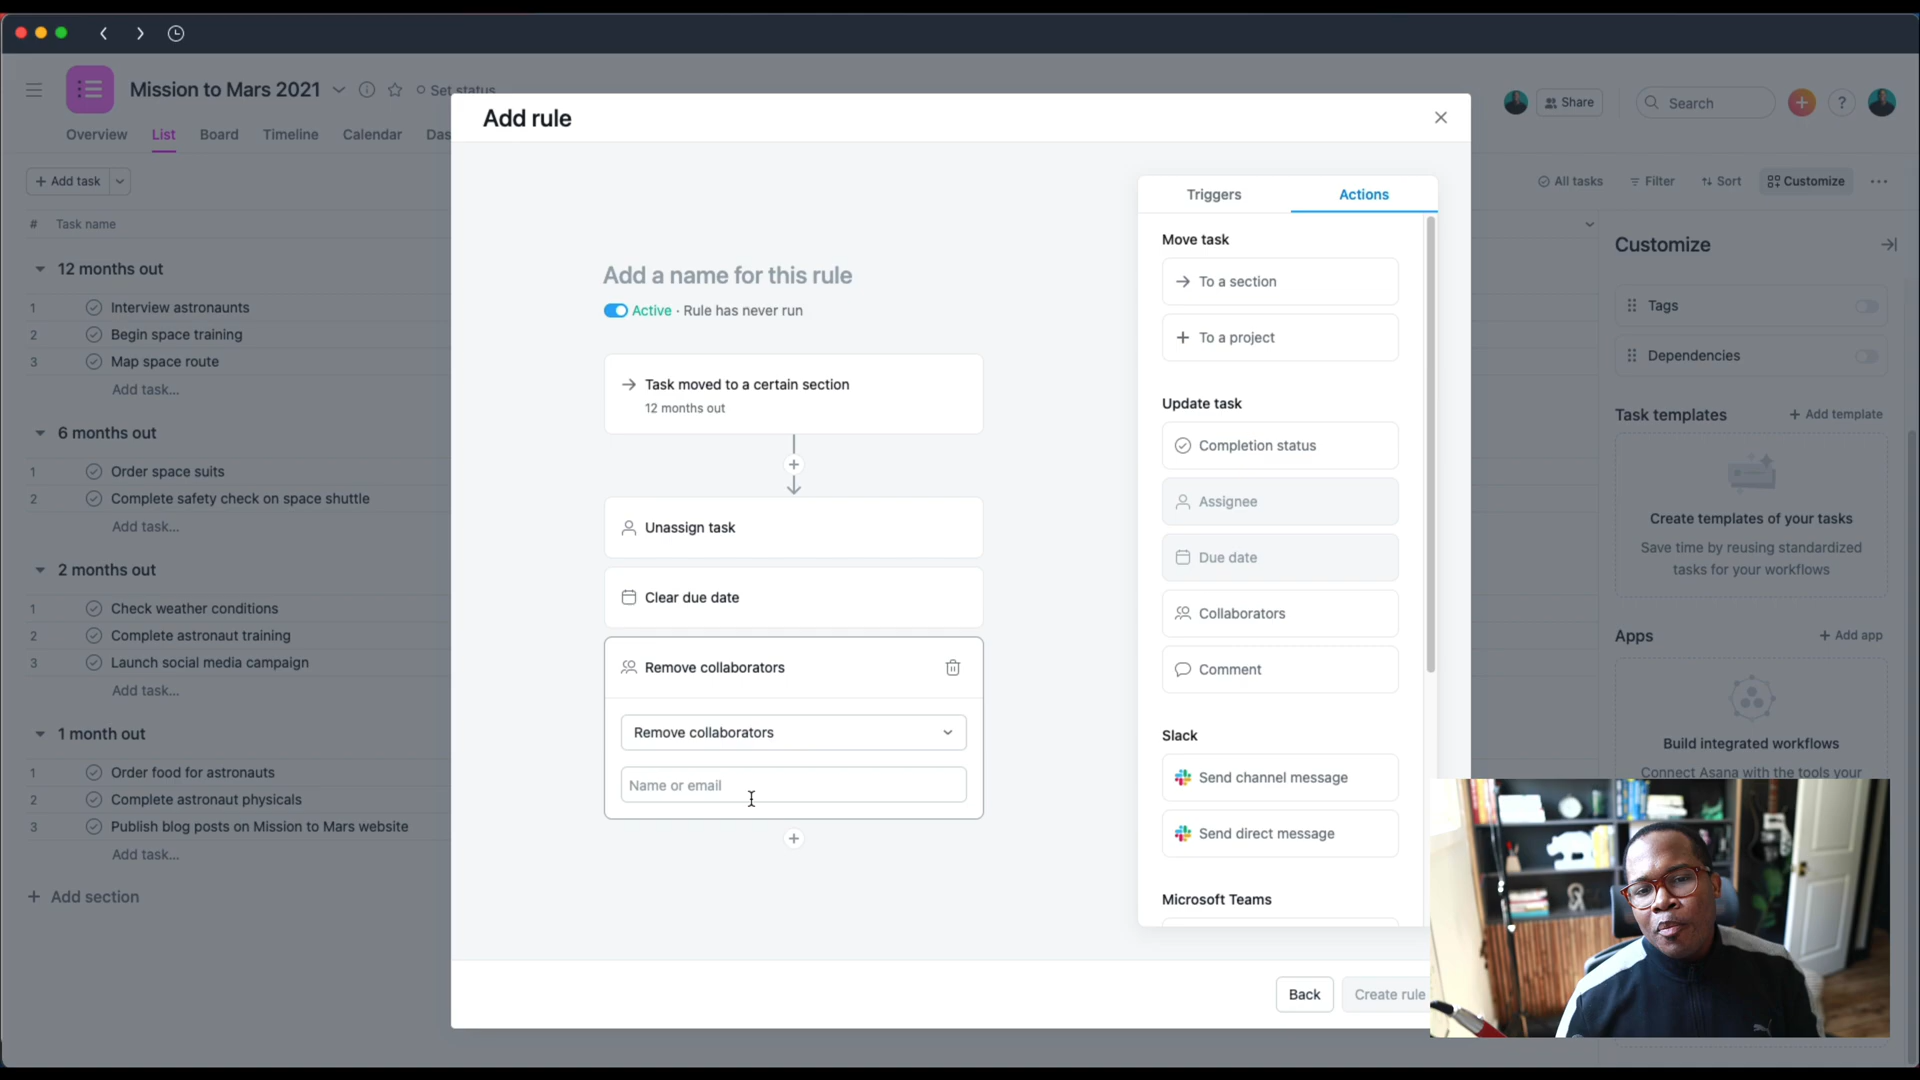 Mission to Mars 2021
Set status
Share
Search
?
Overview
List
Board
Timeline
Calendar
Das
+ Add task
All tasks
Filter
Sort
Customize
# Task name
12 months out
1 Interview astronaunts
2 Begin space training
3 Map space route
Add task...
6 months out
1 Order space suits
2 Complete safety check on space shuttle
Add task...
2 months out
1 Check weather conditions
2 Complete astronaut training
3 Launch social media campaign
Add task...
1 month out
1 Order food for astronauts
2 Complete astronaut physicals
3 Publish blog posts on Mission to Mars website
Add task...
+ Add section
Add rule
Add a name for this rule
Active · Rule has never run
Task moved to a certain section
12 months out
Unassign task
Clear due date
Remove collaborators
Remove collaborators
Name or email
Triggers
Actions
Move task
To a section
To a project
Update task
Completion status
Assignee
Due date
Collaborators
Comment
Slack
Send channel message
Send direct message
Microsoft Teams
Back
Create rule
Customize
Tags
Dependencies
Task templates
+ Add template
Create templates of your tasks
Save time by reusing standardized
tasks for your workflows
Apps
+ Add app
Build integrated workflows
Connect Asana with the tools your